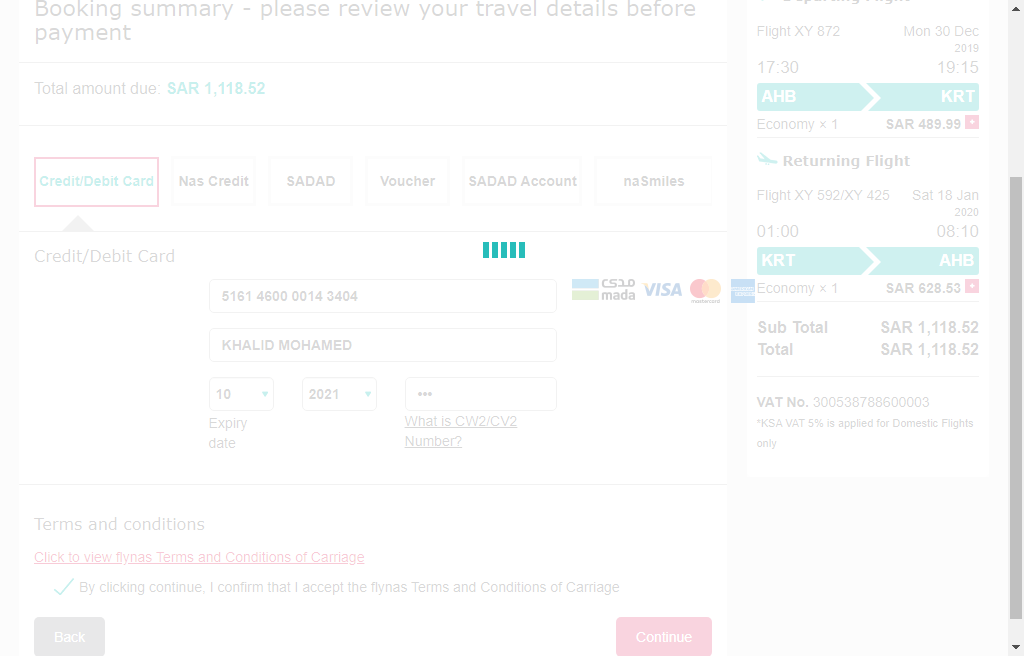 Booking summary - please review your travel details before
payment
Total amount due: SAR 1,118.52
Credit/Debit Card
Nas Credit
SADAD
Voucher
SADAD Account
naSmiles
Credit/Debit Card
5161 4600 0014 3404
مدى
mada
VISA
mastercard
KHALID MOHAMED
10
2021
•••
Expiry
date
What is CW2/CV2
Number?
Terms and conditions
Click to view flynas Terms and Conditions of Carriage
By clicking continue, I confirm that I accept the flynas Terms and Conditions of Carriage
Back
Continue
Departing Flight
Flight XY 872
Mon 30 Dec
2019
17:30
19:15
AHB
KRT
Economy × 1
SAR 489.99 +
Returning Flight
Flight XY 592/XY 425
Sat 18 Jan
2020
01:00
08:10
KRT
AHB
Economy × 1
SAR 628.53 +
Sub Total
SAR 1,118.52
Total
SAR 1,118.52
VAT No. 300538788600003
*KSA VAT 5% is applied for Domestic Flights
only